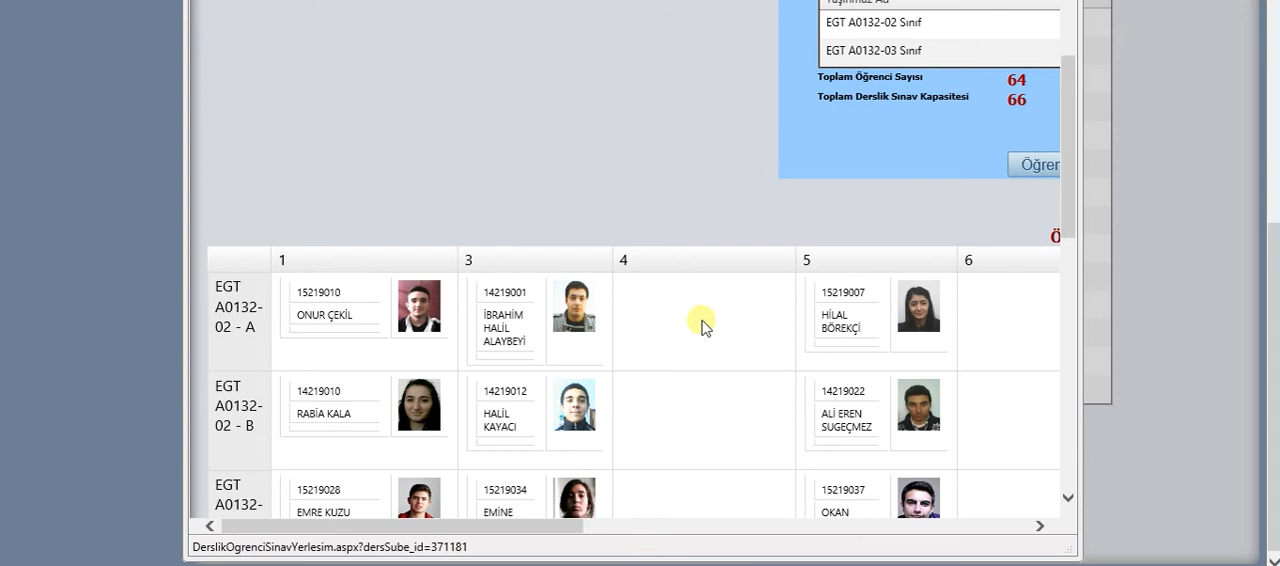 EGT A0132-02 Sınıf
EGT A0132-03 Sınıf
Toplam Öğrenci Sayısı 64
Toplam Derslik Sınav Kapasitesi 66
Öğren
Ö
1 3 4 5 6
EGT
A0132-
02 - A
15219010
ONUR ÇEKİL
14219001
İBRAHİM
HALİL
ALAYBEYİ
15219007
HİLAL
BÖREKÇİ
EGT
A0132-
02 - B
14219010
RABİA KALA
14219012
HALİL
KAYACI
14219022
ALİ EREN
SUGEÇMEZ
EGT
A0132-
15219028
EMRE KUZU
15219034
EMİNE
15219037
OKAN
DerslikOgrenciSinavYerlesim.aspx?dersSube_id=371181